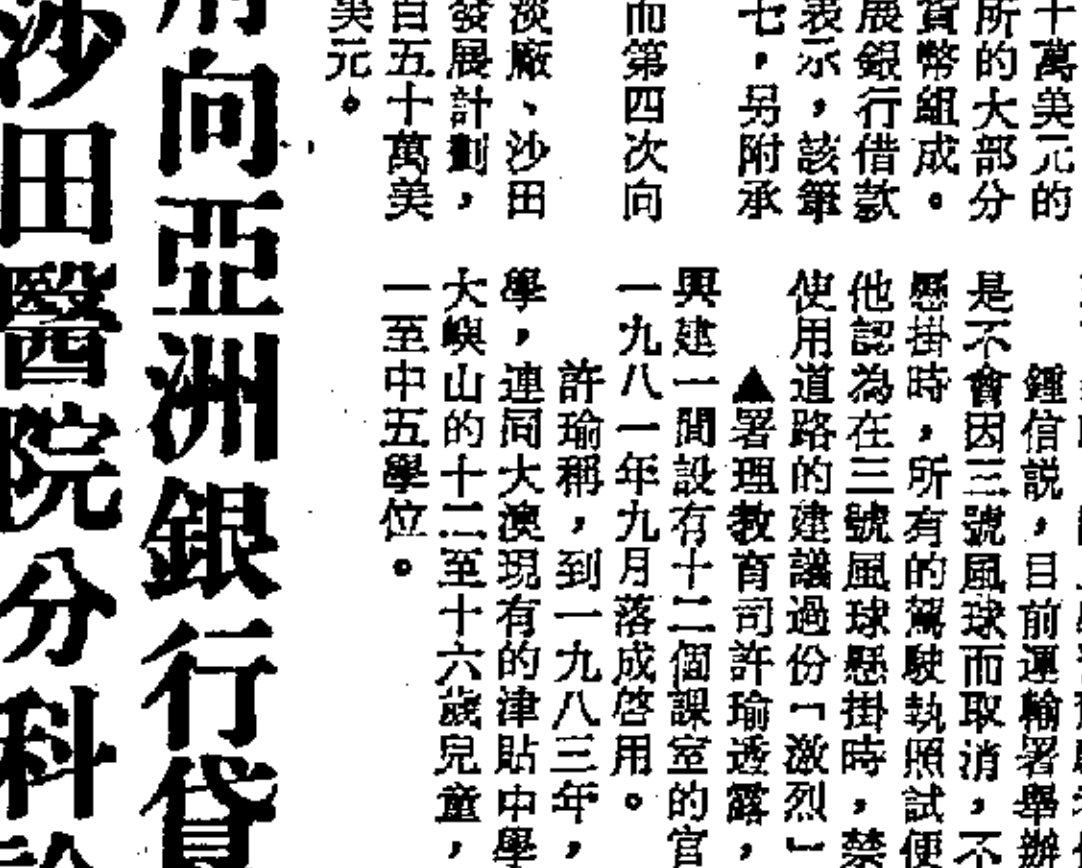 十萬美元的
所的大部分
貨幣組成。
展銀行借款
表示，該筆
七，另附承
而第四次向
淡廠、沙田
發展計劃，
百五十萬美
美元。
鍾信説，目前運輸署舉辦
是不會因三號風球而取消，不
懸掛時，所有的駕駛執照試便
他認為在三號風球懸掛時，禁
使用道路的建議過份「激烈」
▲署理教育司許瑜透露，
興建一間設有十二個課室的官
一九八一年九月落成啓用。
許瑜稱，到一九八三年，
學，連同大澳現有的津貼中學
大嶼山的十二至十六歲兒童，
一至中五學位。
向亞洲銀行貸
沙田醫院分科